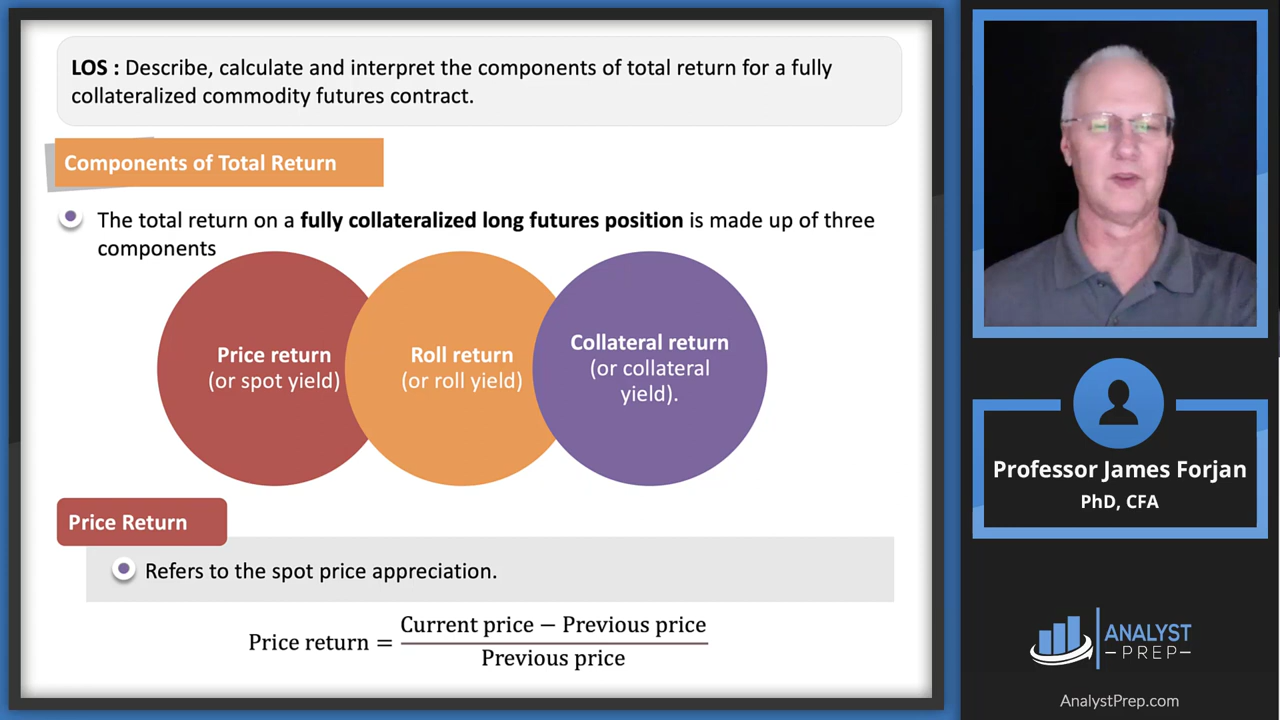 LOS : Describe, calculate and interpret the components of total return for a fully
collateralized commodity futures contract.
Components of Total Return
The total return on a fully collateralized long futures position is made up of three
components
Price return
(or spot yield)
Roll return
(or roll yield)
Collateral return
(or collateral
yield).
Price Return
Refers to the spot price appreciation.
Price return = Current price − Previous price
Previous price
Professor James Forjan
PhD, CFA
ANALYST
PREP
AnalystPrep.com